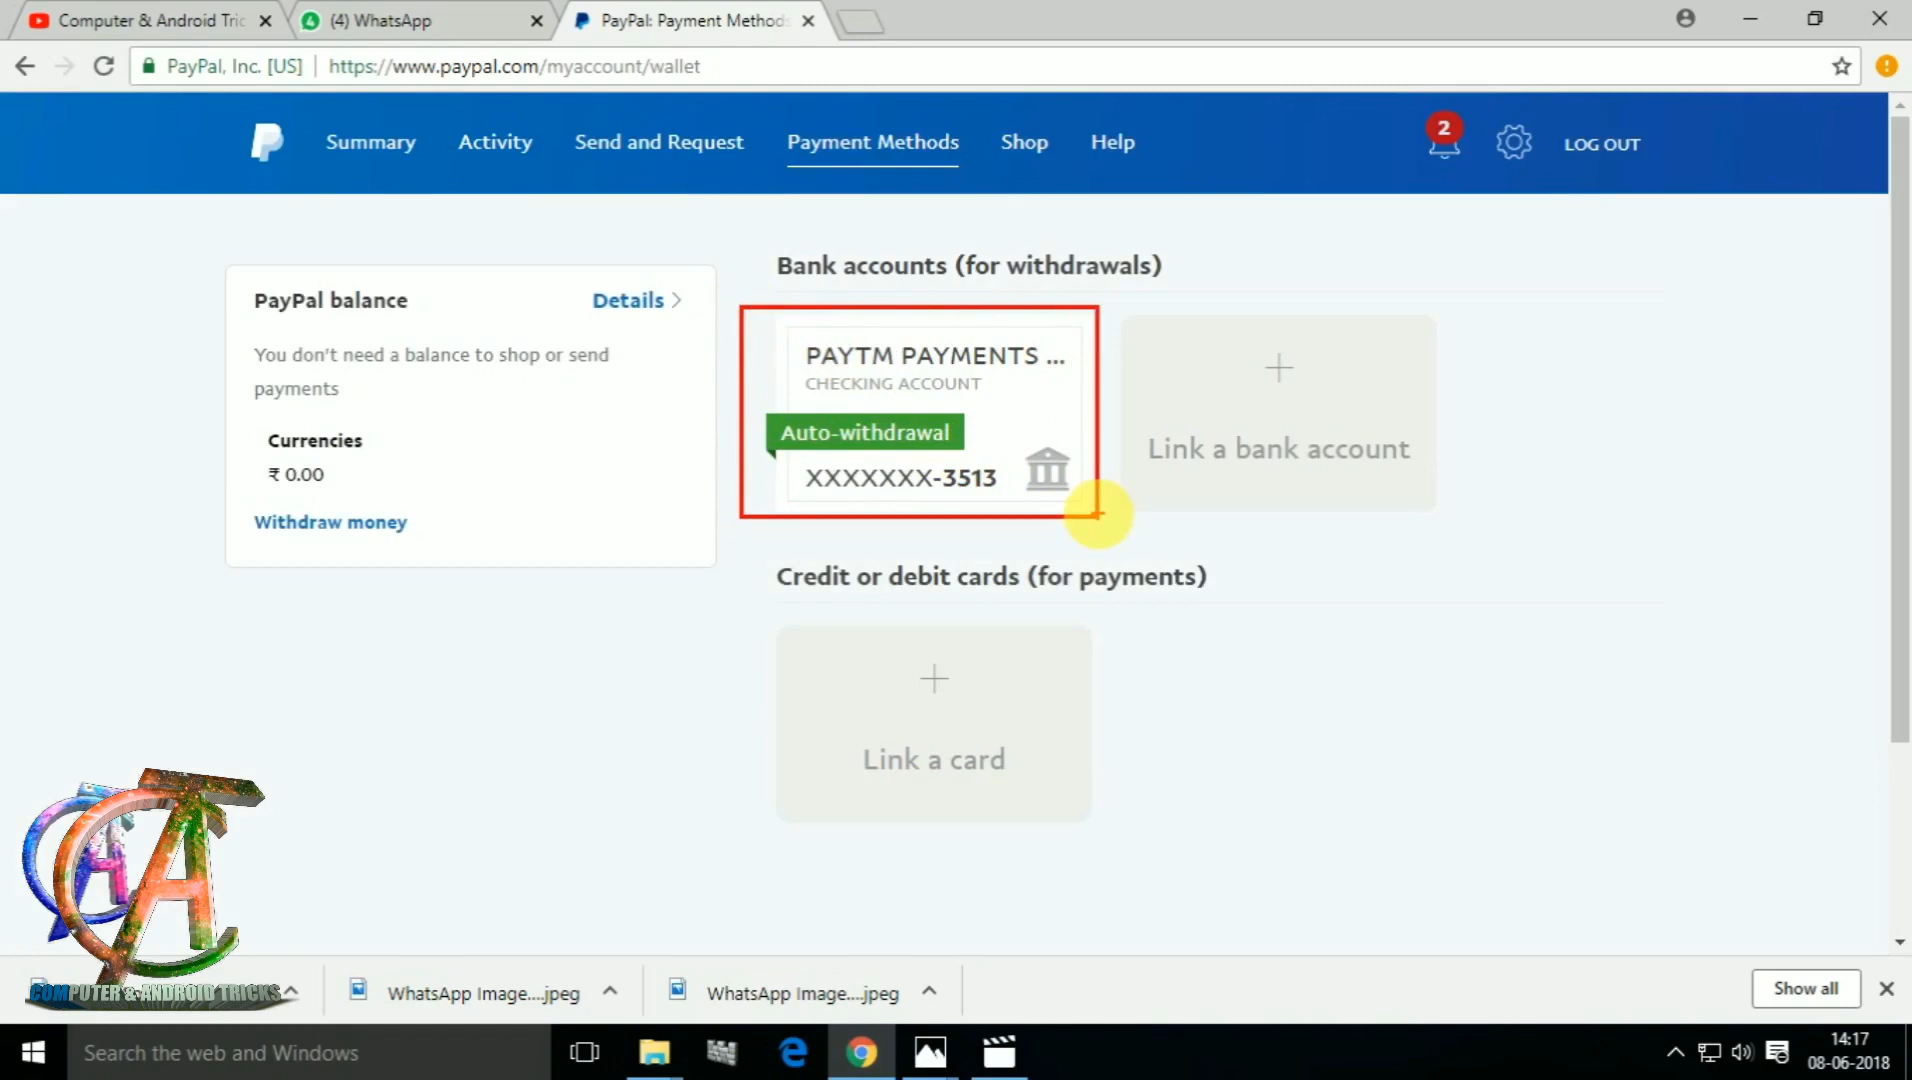 Computer & Android Tric
(4) WhatsApp
PayPal: Payment Methods
PayPal, Inc. [US]
https://www.paypal.com/myaccount/wallet
Summary
Activity
Send and Request
Payment Methods
Shop
Help
2
LOG OUT
PayPal balance
Details
You don't need a balance to shop or send
payments
Currencies
₹ 0.00
Withdraw money
Bank accounts (for withdrawals)
PAYTM PAYMENTS ...
CHECKING ACCOUNT
Auto-withdrawal
XXXXXXX-3513
Link a bank account
Credit or debit cards (for payments)
Link a card
CAT
COMPUTER & ANDROID TRICKS
WhatsApp Image....jpeg
WhatsApp Image....jpeg
Show all
Search the web and Windows
14:17
08-06-2018